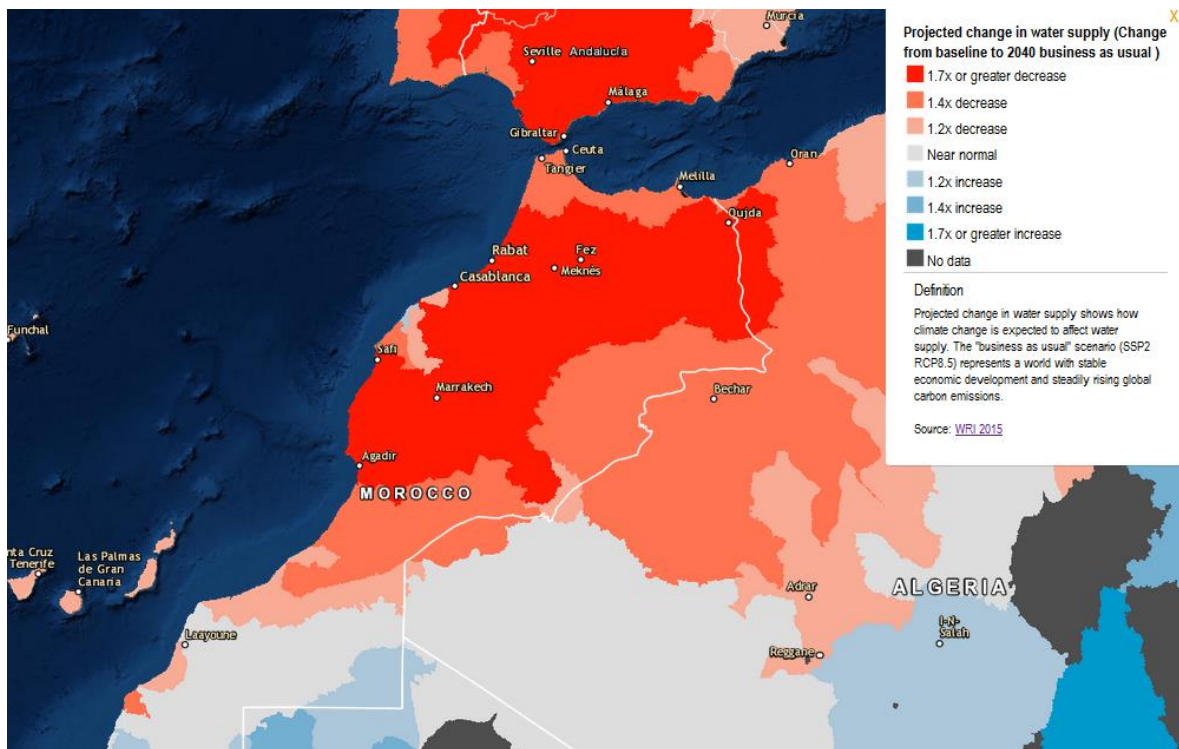 X
Projected change in water supply (Change
from baseline to 2040 business as usual )
1.7x or greater decrease
1.4x decrease
1.2x decrease
Near normal
1.2x increase
1.4x increase
1.7x or greater increase
No data
Definition
Projected change in water supply shows how
climate change is expected to affect water
supply. The "business as usual" scenario (SSP2
RCP8.5) represents a world with stable
economic development and steadily rising global
carbon emissions.
Source: WRI 2015
Murcia
Seville Andalucía
Málaga
Gibraltar
Ceuta
Tangier
Oran
Melilla
Oujda
Rabat
Fez
Meknès
Casablanca
Funchal
Safi
Marrakech
Bechar
Agadir
MOROCCO
nta Cruz
Tenerife
Las Palmas
de Gran
Canaria
Adrar
ALGERIA
I-N-
Salah
Laayoune
Reggane